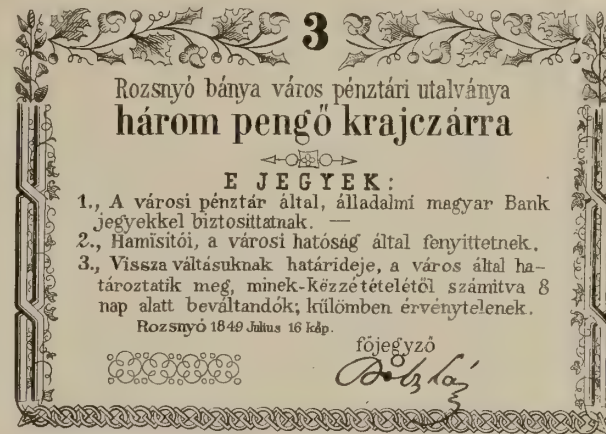 3
Rozsnyó bánya város pénztári utalványa
három pengő krajczárra
E JEGYEK:
1., A városi pénztár által, álladalmi magyar Bank
jegyekkel biztosittatnak. —
2., Hamisitói, a városi hatóság által fenyittetnek.
3., Vissza váltásuknak határideje, a város által ha-
tároztatik meg, minek-kézzétételétől számitva 8
nap alatt beváltandók; külömben érvénytelenek.
Rozsnyó 1849 Julius 16 káp.
főjegyző